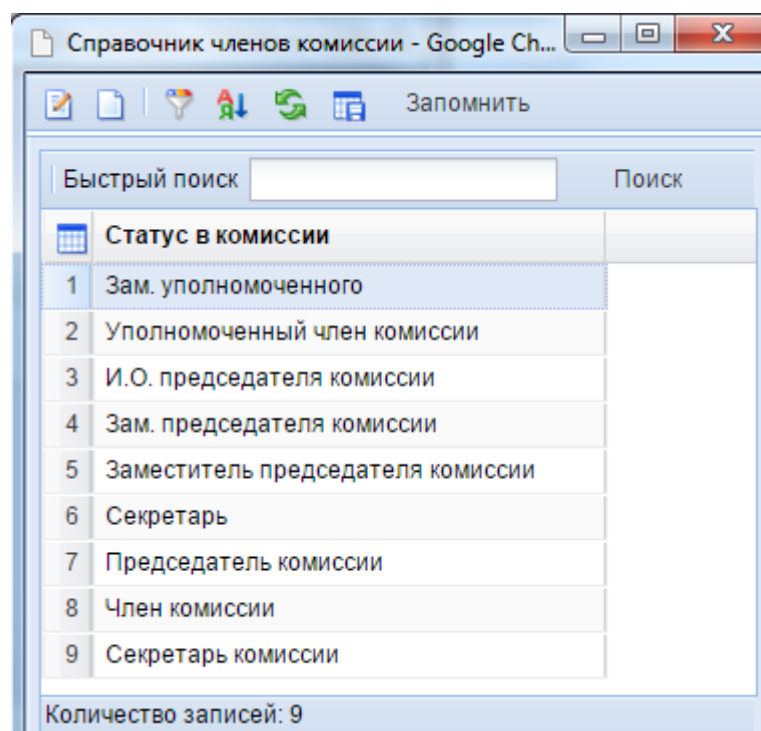 Справочник членов комиссии - Google Ch...
Запомнить
Быстрый поиск Поиск
Статус в комиссии
1 Зам. уполномоченного
2 Уполномоченный член комиссии
3 И.О. председателя комиссии
4 Зам. председателя комиссии
5 Заместитель председателя комиссии
6 Секретарь
7 Председатель комиссии
8 Член комиссии
9 Секретарь комиссии
Количество записей: 9